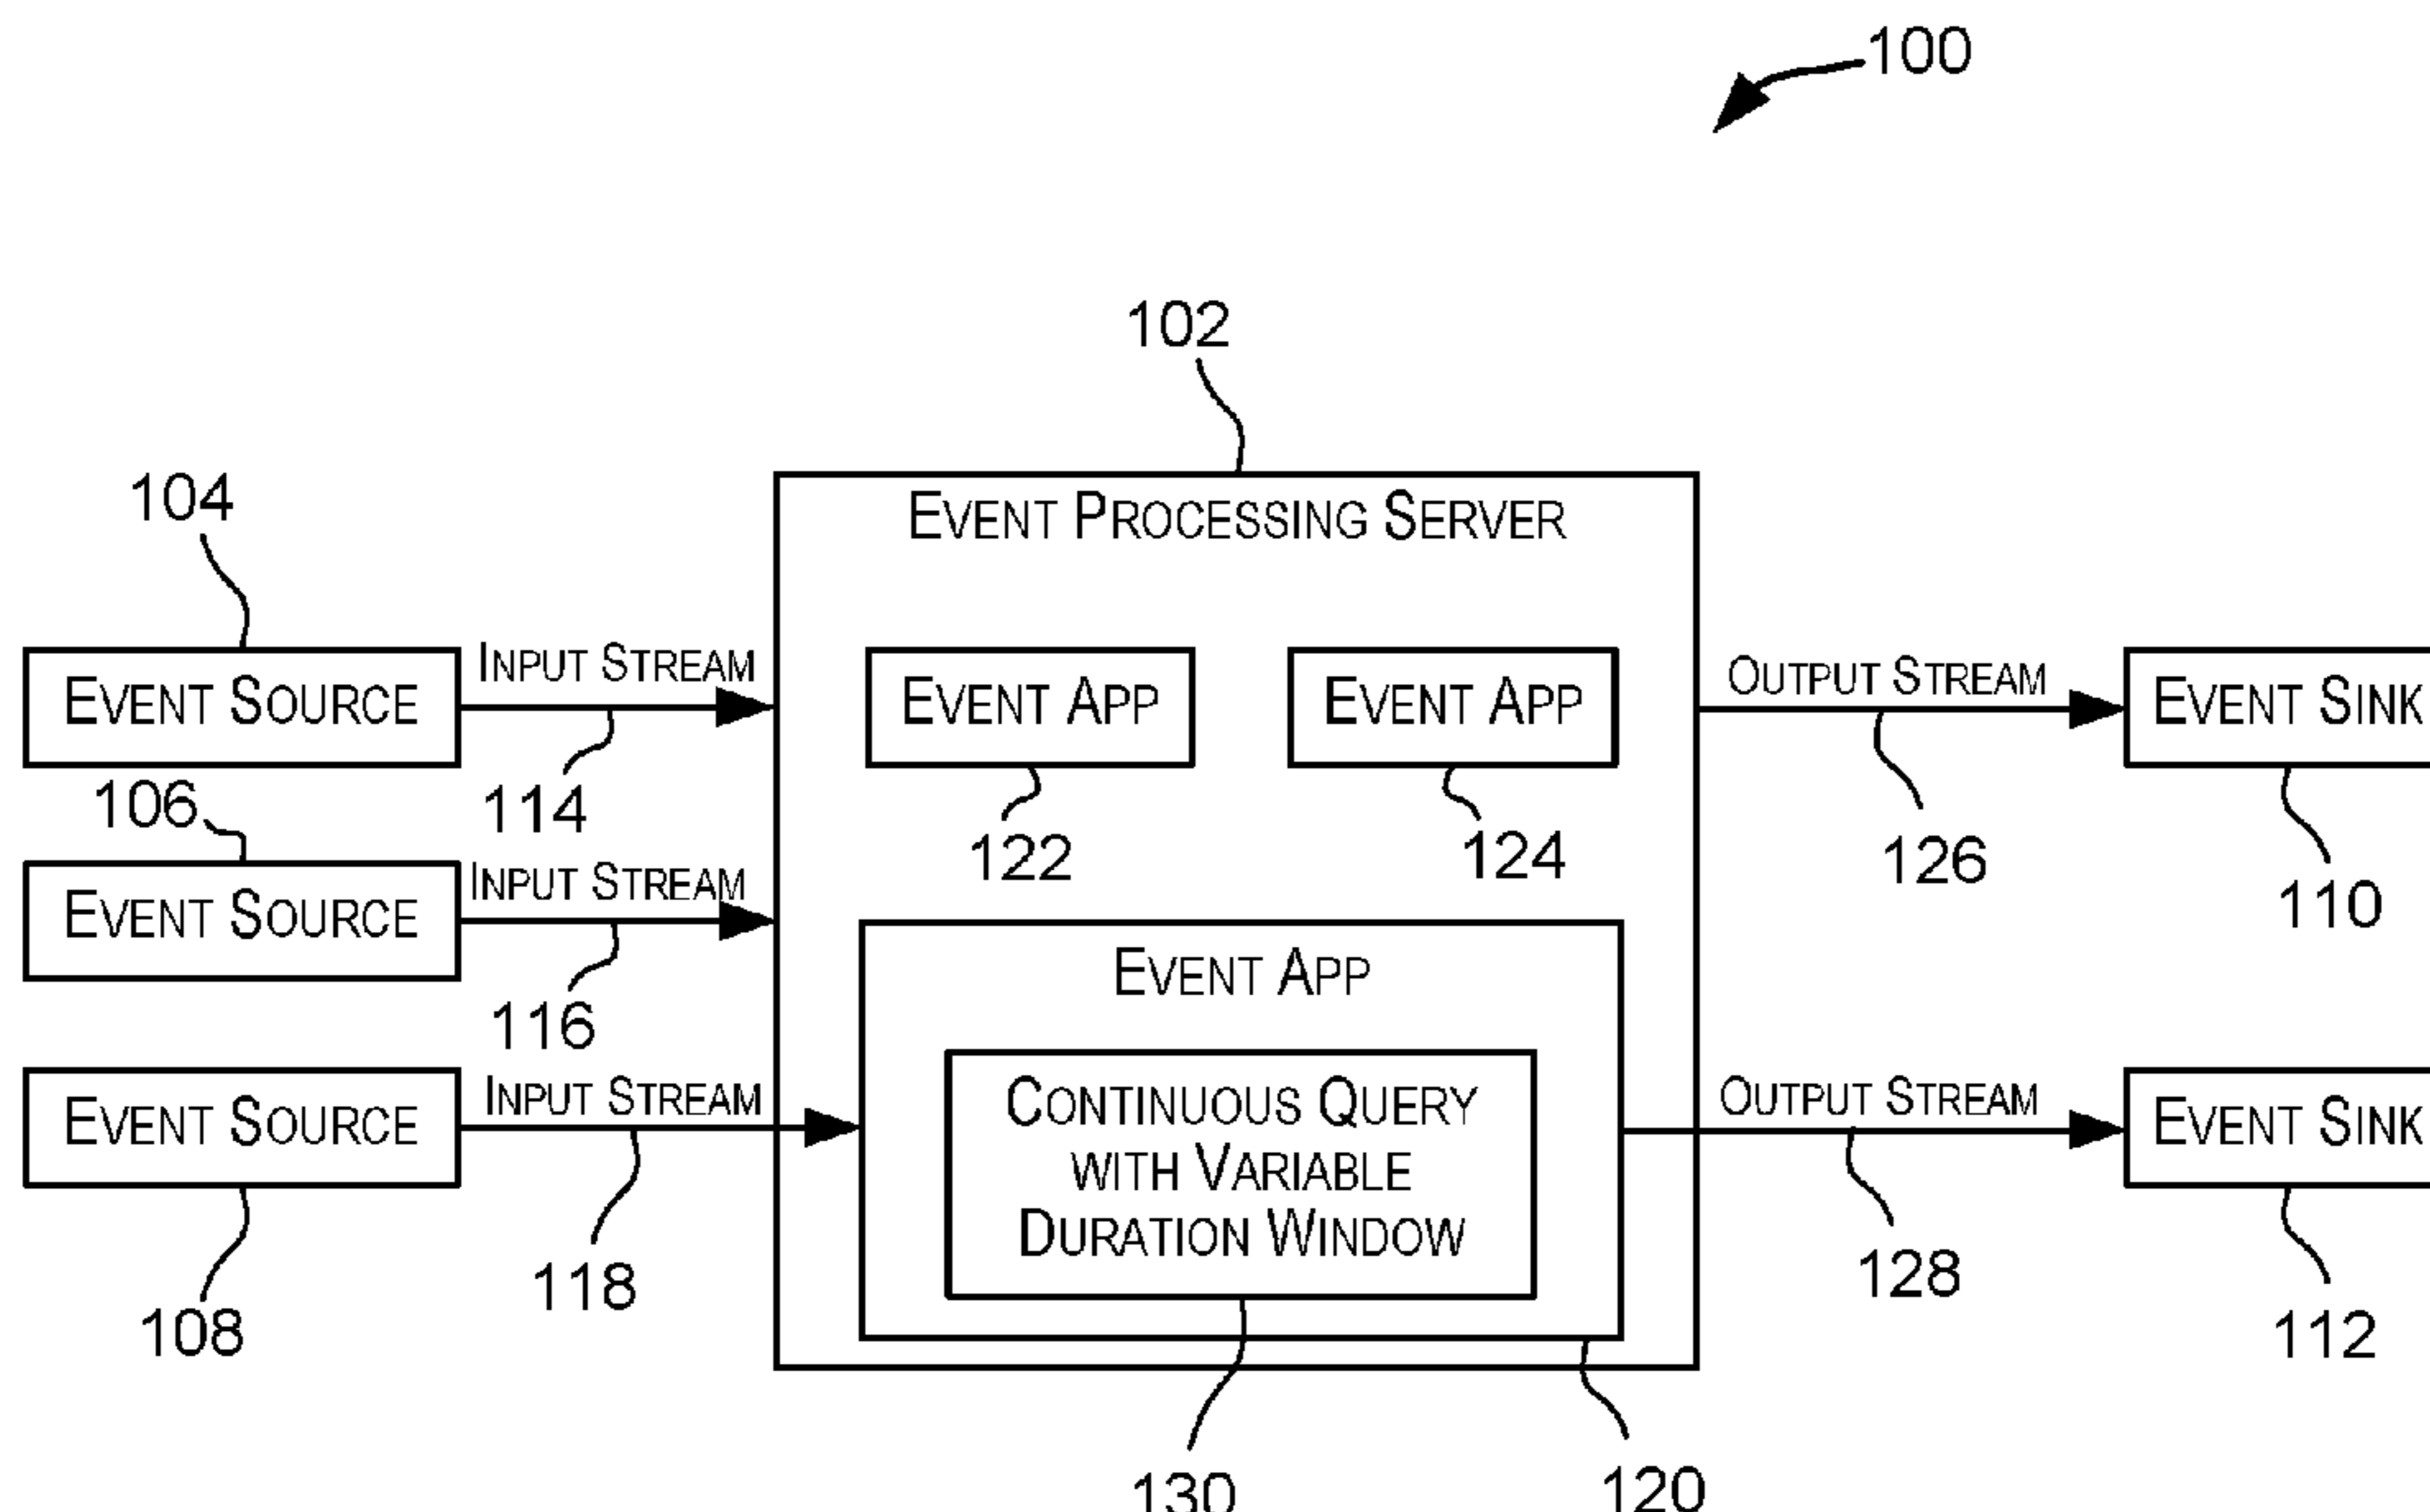 100
102
EVENT PROCESSING SERVER
104
EVENT SOURCE
INPUT STREAM
114
EVENT APP
122
EVENT APP
124
OUTPUT STREAM
126
EVENT SINK
110
106
EVENT SOURCE
INPUT STREAM
116
EVENT APP
CONTINUOUS QUERY
WITH VARIABLE
DURATION WINDOW
EVENT SOURCE
108
INPUT STREAM
118
OUTPUT STREAM
128
EVENT SINK
112
130
120